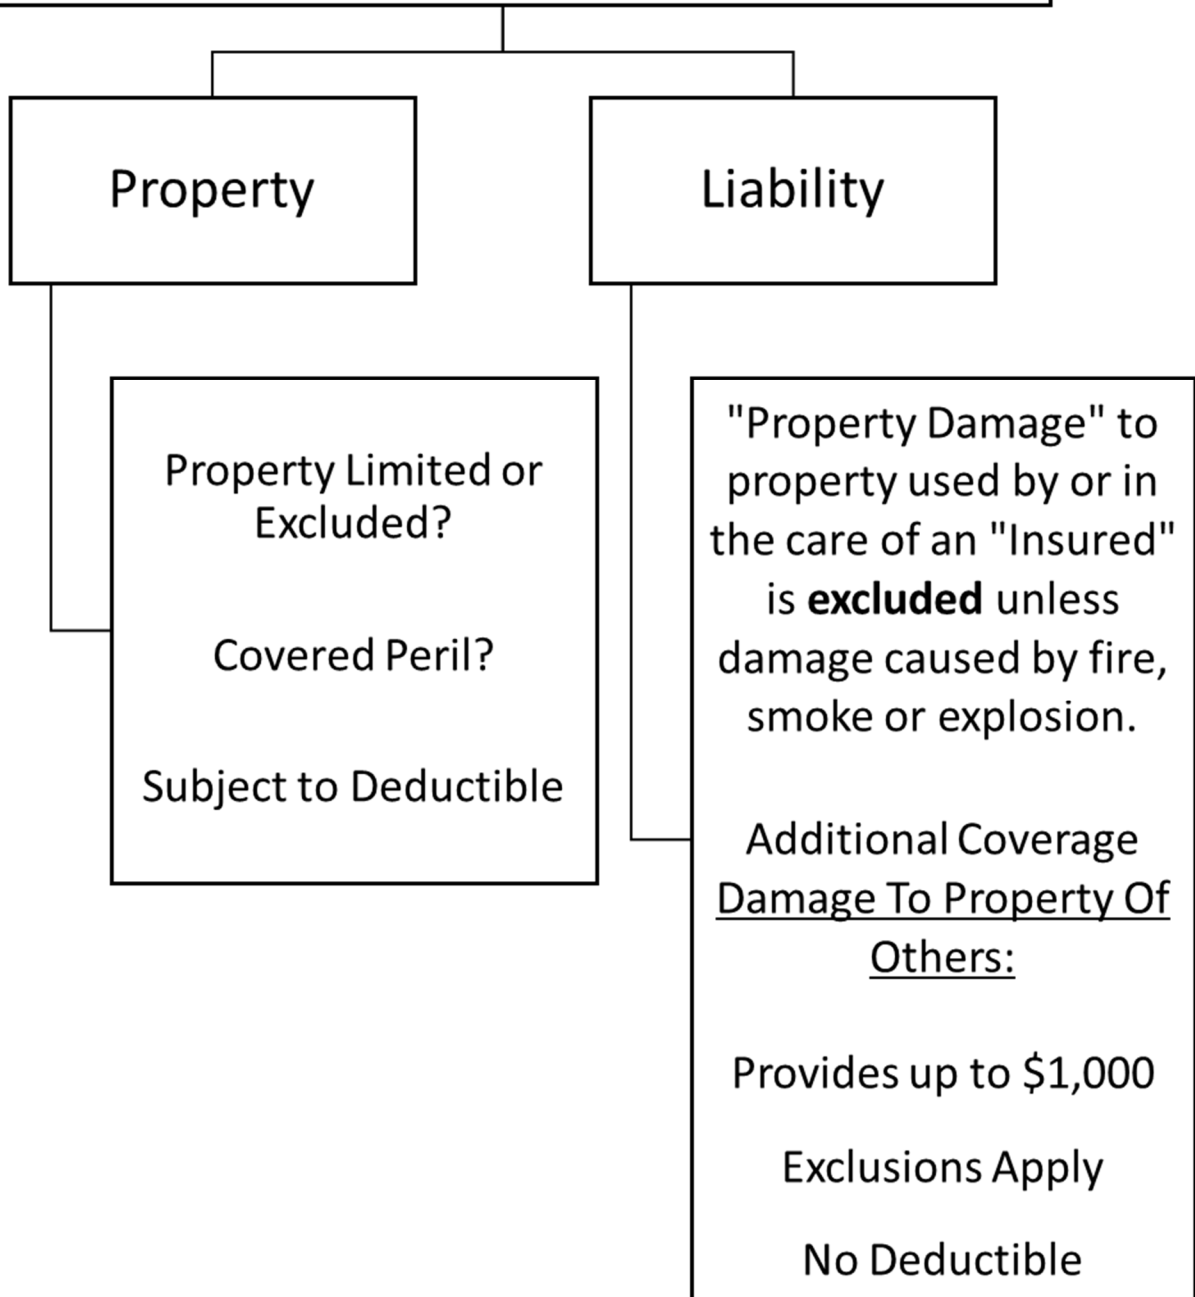 Property
Liability
Property Limited or
Excluded?
Covered Peril?
Subject to Deductible
"Property Damage" to
property used by or in
the care of an "Insured"
is excluded unless
damage caused by fire,
smoke or explosion.
Additional Coverage
Damage To Property Of
Others:
Provides up to $1,000
Exclusions Apply
No Deductible